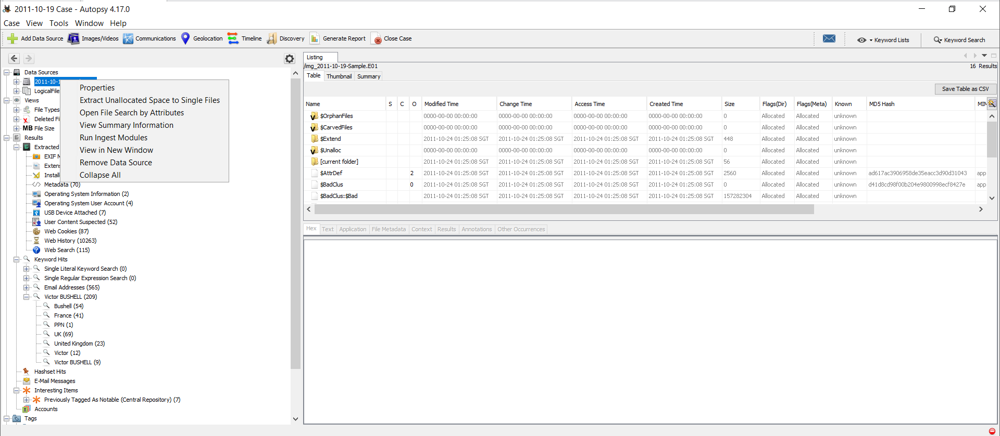 2011-10-19 Case - Autopsy 4.17.0
Case View Tools Window Help
Add Data Source Images/Videos Communications Geolocation Timeline Discovery Generate Report Close Case Keyword Lists Keyword Search
Data Sources
2011-10-1
LogicalFile
Views
File Types
Deleted Fi
MB File Size
Results
Extracted
EXIF M
Extens
Install
Metadata (70)
Operating System Information (2)
Operating System User Account (4)
USB Device Attached (7)
User Content Suspected (52)
Web Cookies (87)
Web History (10263)
Web Search (115)
Keyword Hits
Single Literal Keyword Search (0)
Single Regular Expression Search (0)
Email Addresses (565)
Victor BUSHELL (209)
Bushell (54)
France (41)
PPN (1)
UK (69)
United Kingdom (23)
Victor (12)
Victor BUSHELL (9)
Hashset Hits
E-Mail Messages
Interesting Items
Previously Tagged As Notable (Central Repository) (7)
Accounts
Tags
Properties
Extract Unallocated Space to Single Files
Open File Search by Attributes
View Summary Information
Run Ingest Modules
View in New Window
Remove Data Source
Collapse All
Listing
/img_2011-10-19-Sample.E01
16 Results
Table Thumbnail Summary
Save Table as CSV
Name S C O Modified Time Change Time Access Time Created Time Size Flags(Dir) Flags(Meta) Known MD5 Hash MIM
$OrphanFiles 0000-00-00 00:00:00 0000-00-00 00:00:00 0000-00-00 00:00:00 0000-00-00 00:00:00 0 Allocated Allocated unknown
$CarvedFiles 0000-00-00 00:00:00 0000-00-00 00:00:00 0000-00-00 00:00:00 0000-00-00 00:00:00 0 Allocated Allocated unknown
$Extend 2011-10-24 01:25:08 SGT 2011-10-24 01:25:08 SGT 2011-10-24 01:25:08 SGT 2011-10-24 01:25:08 SGT 448 Allocated Allocated unknown
$Unalloc 0000-00-00 00:00:00 0000-00-00 00:00:00 0000-00-00 00:00:00 0000-00-00 00:00:00 0 Allocated Allocated unknown
[current folder] 2011-10-24 01:25:08 SGT 2011-10-24 01:25:08 SGT 2011-10-24 01:25:08 SGT 2011-10-24 01:25:08 SGT 56 Allocated Allocated unknown
$AttrDef 2 2011-10-24 01:25:08 SGT 2011-10-24 01:25:08 SGT 2011-10-24 01:25:08 SGT 2011-10-24 01:25:08 SGT 2560 Allocated Allocated unknown ad617ac3906958de35eacc3d90d31043 app
$BadClus 0 2011-10-24 01:25:08 SGT 2011-10-24 01:25:08 SGT 2011-10-24 01:25:08 SGT 2011-10-24 01:25:08 SGT 0 Allocated Allocated unknown d41d8cd98f00b204e9800998ecf8427e app
$BadClus:$Bad 2011-10-24 01:25:08 SGT 2011-10-24 01:25:08 SGT 2011-10-24 01:25:08 SGT 2011-10-24 01:25:08 SGT 157282304 Allocated Allocated unknown
Hex Text Application File Metadata Context Results Annotations Other Occurrences